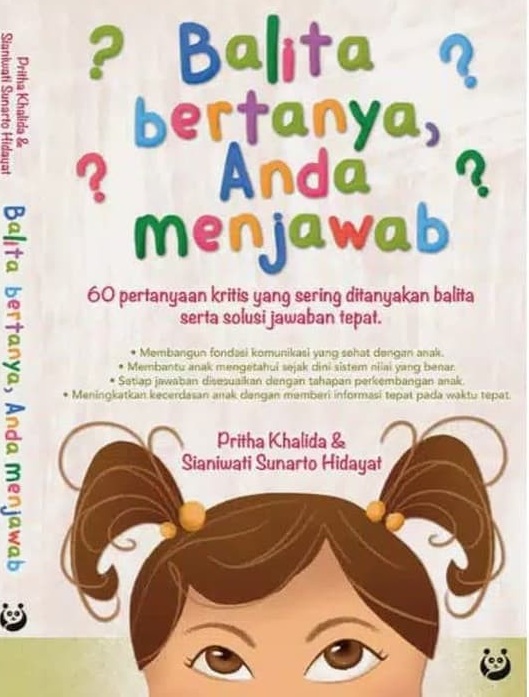 Pritha Khalida &
Sianiwati Sunarto Hidayat
Balita bertanya, Anda menjawab
Balita
bertanya,
Anda
menjawab
60 pertanyaan kritis yang sering ditanyakan balita
serta solusi jawaban tepat.
• Membangun fondasi komunikasi yang sehat dengan anak.
• Membantu anak mengetahui sejak dini sistem nilai yang benar.
• Setiap jawaban disesuaikan dengan tahapan perkembangan anak.
• Meningkatkan kecerdasan anak dengan memberi informasi tepat pada waktu tepat.
Pritha Khalida &
Sianiwati Sunarto Hidayat